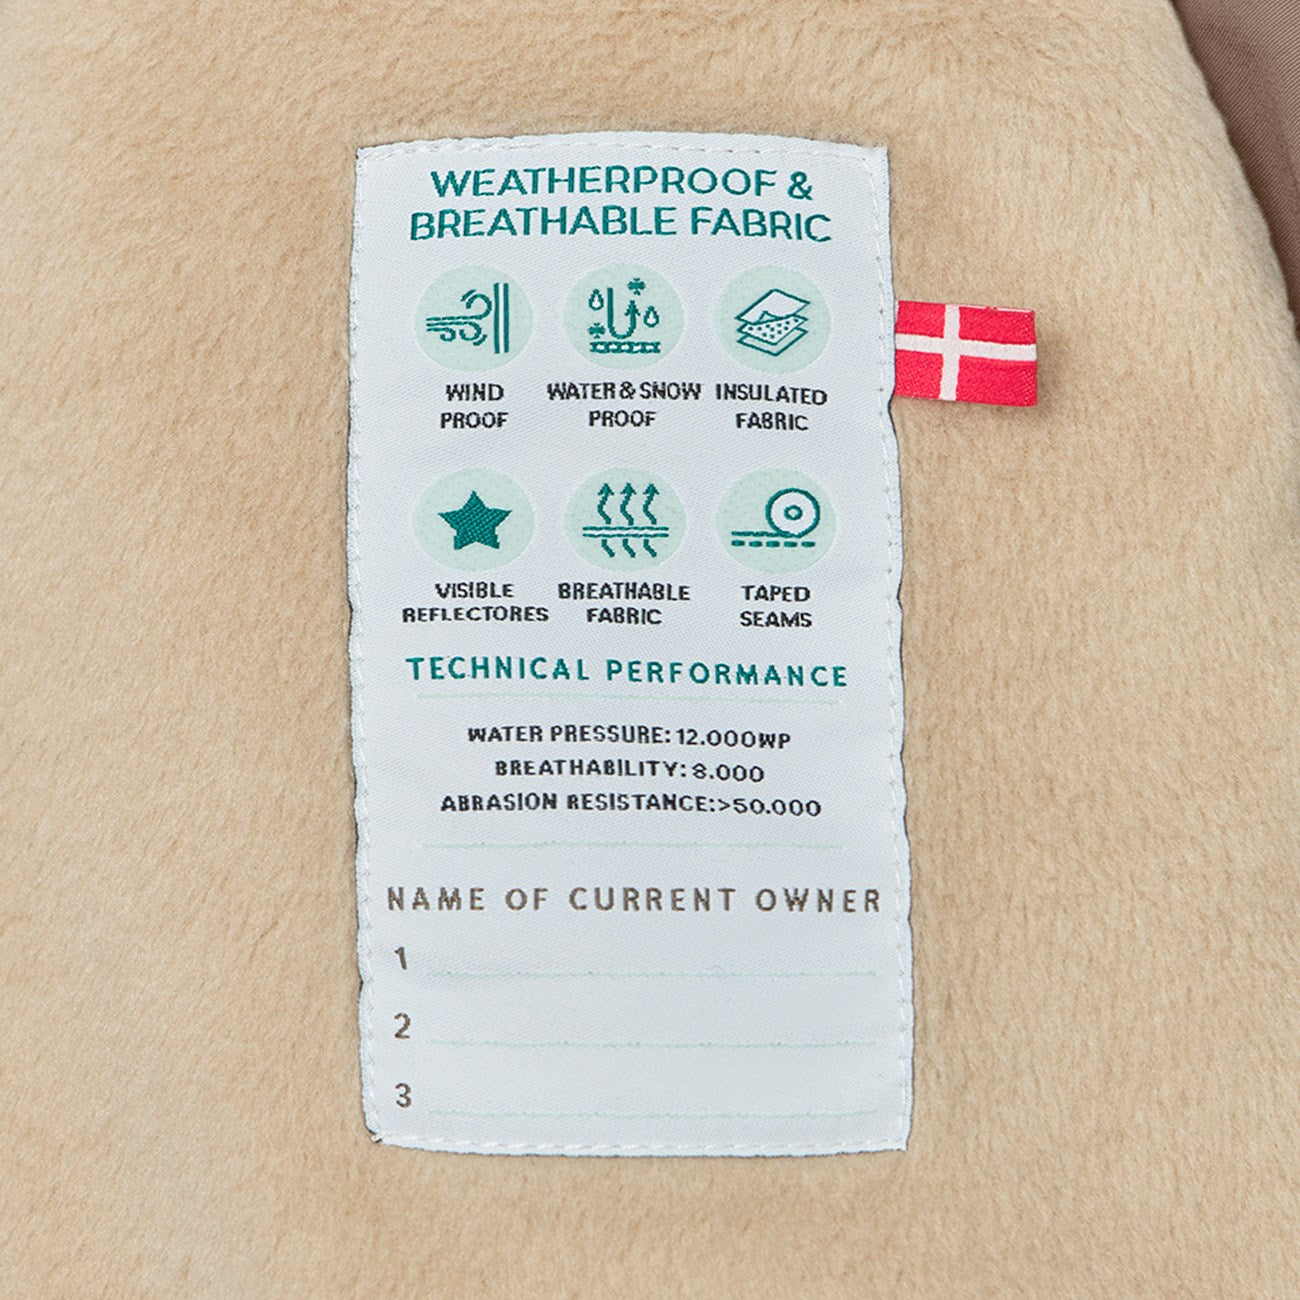 WEATHERPROOF &
BREATHABLE FABRIC
WIND
PROOF
WATER & SNOW
PROOF
INSULATED
FABRIC
VISIBLE
REFLECTORES
BREATHABLE
FABRIC
TAPED
SEAMS
TECHNICAL PERFORMANCE
WATER PRESSURE: 12.000WP
BREATHABILITY: 8.000
ABRASION RESISTANCE:>50.000
NAME OF CURRENT OWNER
1
2
3